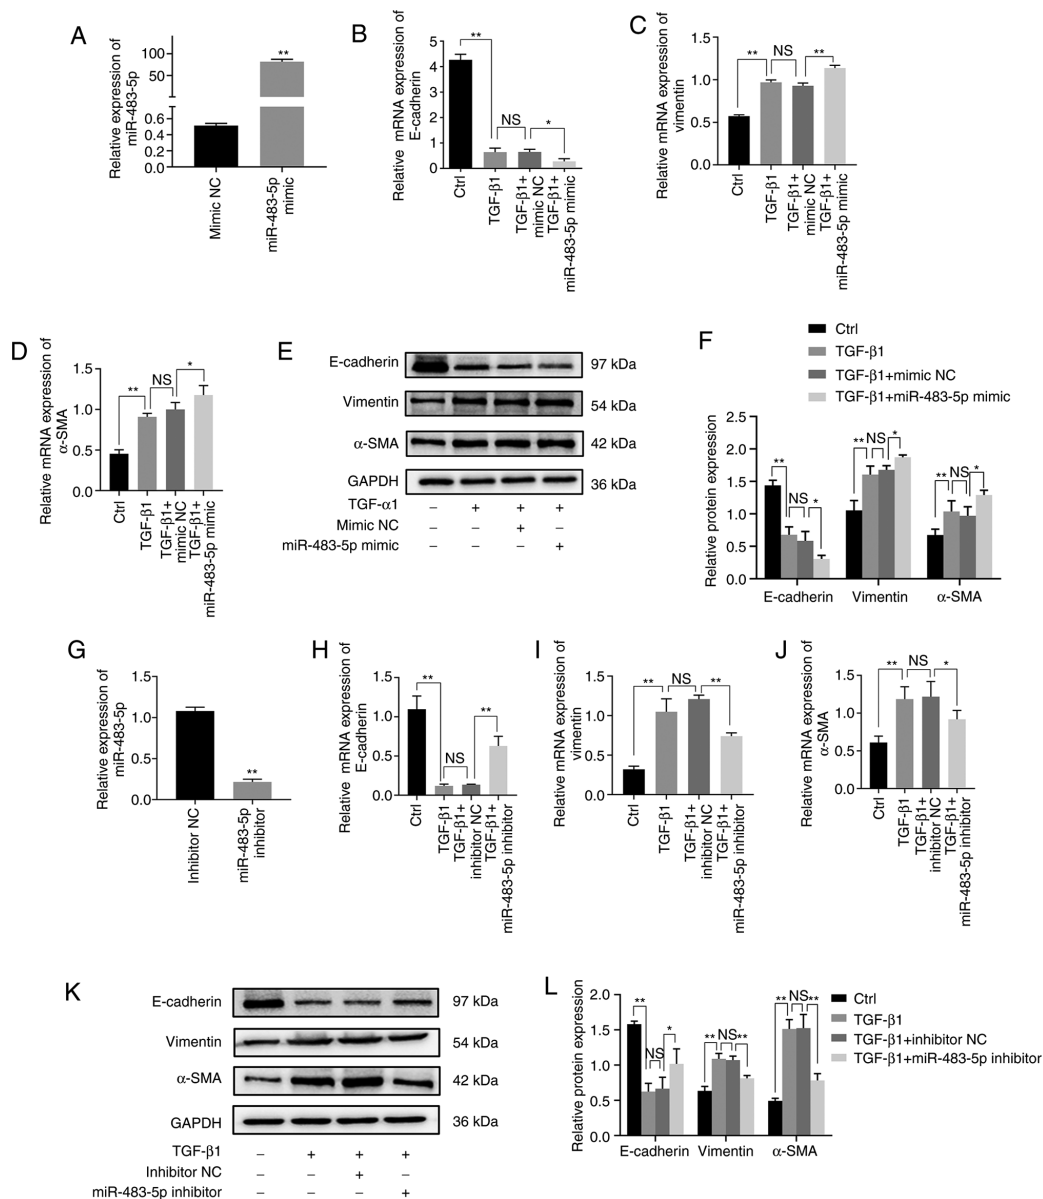 A
Relative expression of
miR-483-5p
100
50
0.6
0.4
0.2
0.0
**
Mimic NC
miR-483-5p
mimic
B
Relative mRNA expression of
E-cadherin
5
4
3
2
1
0
**
NS
*
Ctrl
TGF-β1
TGF-β1+
mimic NC
TGF-β1+
miR-483-5p mimic
C
Relative mRNA expression of
vimentin
1.5
1.0
0.5
0.0
**
NS
**
Ctrl
TGF-β1
TGF-β1+
mimic NC
TGF-β1+
miR-483-5p mimic
D
Relative mRNA expression of
α-SMA
1.5
1.0
0.5
0.0
**
NS
*
Ctrl
TGF-β1
TGF-β1+
mimic NC
TGF-β1+
miR-483-5p mimic
E
E-cadherin 97 kDa
Vimentin 54 kDa
α-SMA 42 kDa
GAPDH 36 kDa
TGF-α1 – + + +
Mimic NC – – + –
miR-483-5p mimic – – – +
F
Ctrl
TGF-β1
TGF-β1+mimic NC
TGF-β1+miR-483-5p mimic
Relative protein expression
2.5
2.0
1.5
1.0
0.5
0.0
** NS *
** NS *
** NS *
E-cadherin Vimentin α-SMA
G
Relative expression of
miR-483-5p
1.5
1.0
0.5
0.0
**
Inhibitor NC
miR-483-5p
inhibitor
H
Relative mRNA expression of
E-cadherin
1.5
1.0
0.5
0.0
**
NS
**
Ctrl
TGF-β1
TGF-β1+
inhibitor NC
TGF-β1+
miR-483-5p inhibitor
I
Relative mRNA expression of
vimentin
1.5
1.0
0.5
0.0
**
NS
**
Ctrl
TGF-β1
TGF-β1+
inhibitor NC
TGF-β1+
miR-483-5p inhibitor
J
Relative mRNA expression of
α-SMA
1.5
1.0
0.5
0.0
**
NS
*
Ctrl
TGF-β1
TGF-β1+
inhibitor NC
TGF-β1+
miR-483-5p inhibitor
K
E-cadherin 97 kDa
Vimentin 54 kDa
α-SMA 42 kDa
GAPDH 36 kDa
TGF-β1 – + + +
Inhibitor NC – – + –
miR-483-5p inhibitor – – – +
L
Ctrl
TGF-β1
TGF-β1+inhibitor NC
TGF-β1+miR-483-5p inhibitor
Relative protein expression
2.0
1.5
1.0
0.5
0.0
** NS *
** NS **
** NS **
E-cadherin Vimentin α-SMA